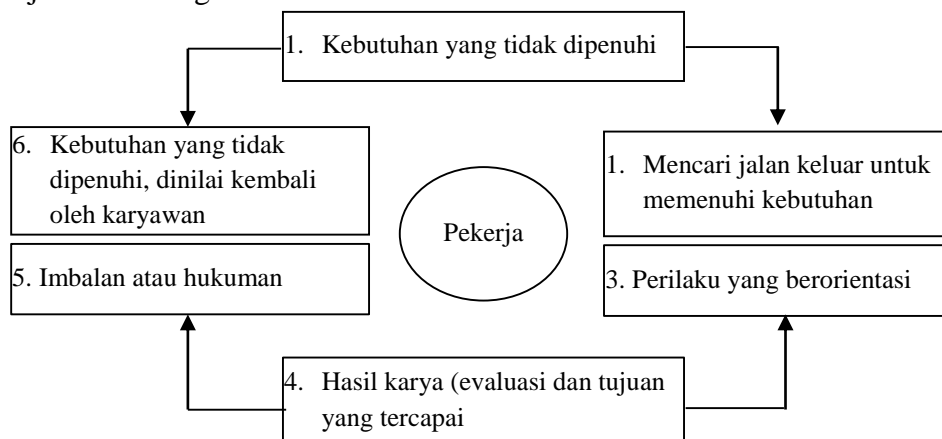 1. Kebutuhan yang tidak dipenuhi
6. Kebutuhan yang tidak
dipenuhi, dinilai kembali
oleh karyawan
1. Mencari jalan keluar untuk
memenuhi kebutuhan
Pekerja
5. Imbalan atau hukuman
3. Perilaku yang berorientasi
4. Hasil karya (evaluasi dan tujuan
yang tercapai